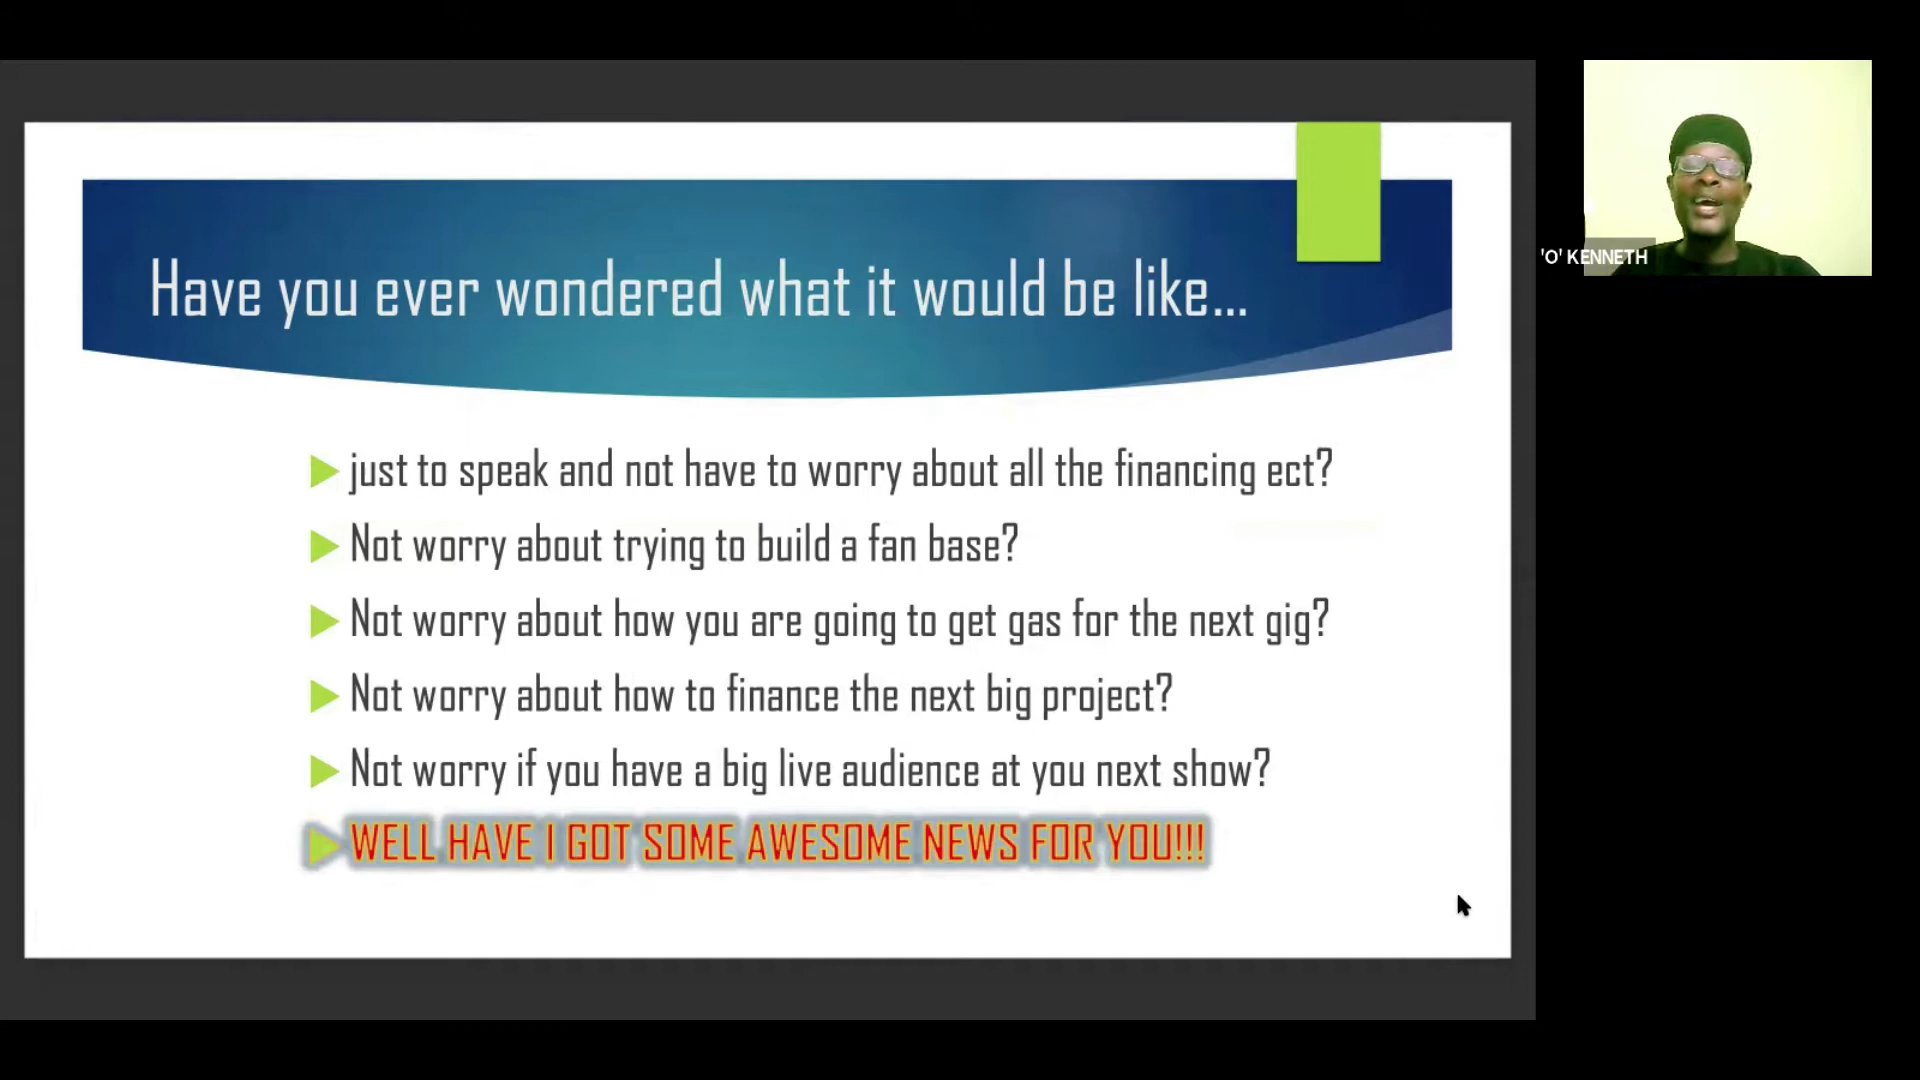 Have you ever wondered what it would be like...
'O' KENNETH
just to speak and not have to worry about all the financing ect?
Not worry about trying to build a fan base?
Not worry about how you are going to get gas for the next gig?
Not worry about how to finance the next big project?
Not worry if you have a big live audience at you next show?
WELL HAVE I GOT SOME AWESOME NEWS FOR YOU!!!